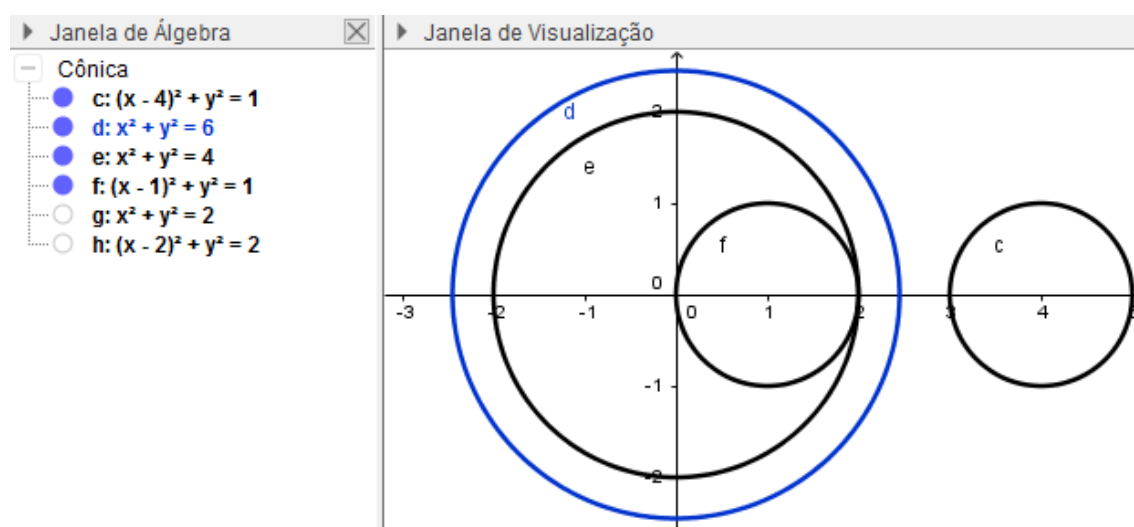 Janela de Álgebra
Janela de Visualização
Cônica
c: (x - 4)² + y² = 1
d: x² + y² = 6
e: x² + y² = 4
f: (x - 1)² + y² = 1
g: x² + y² = 2
h: (x - 2)² + y² = 2
d
2
e
1
f
c
0
-3
-2
-1
0
1
2
3
4
5
-1
-2